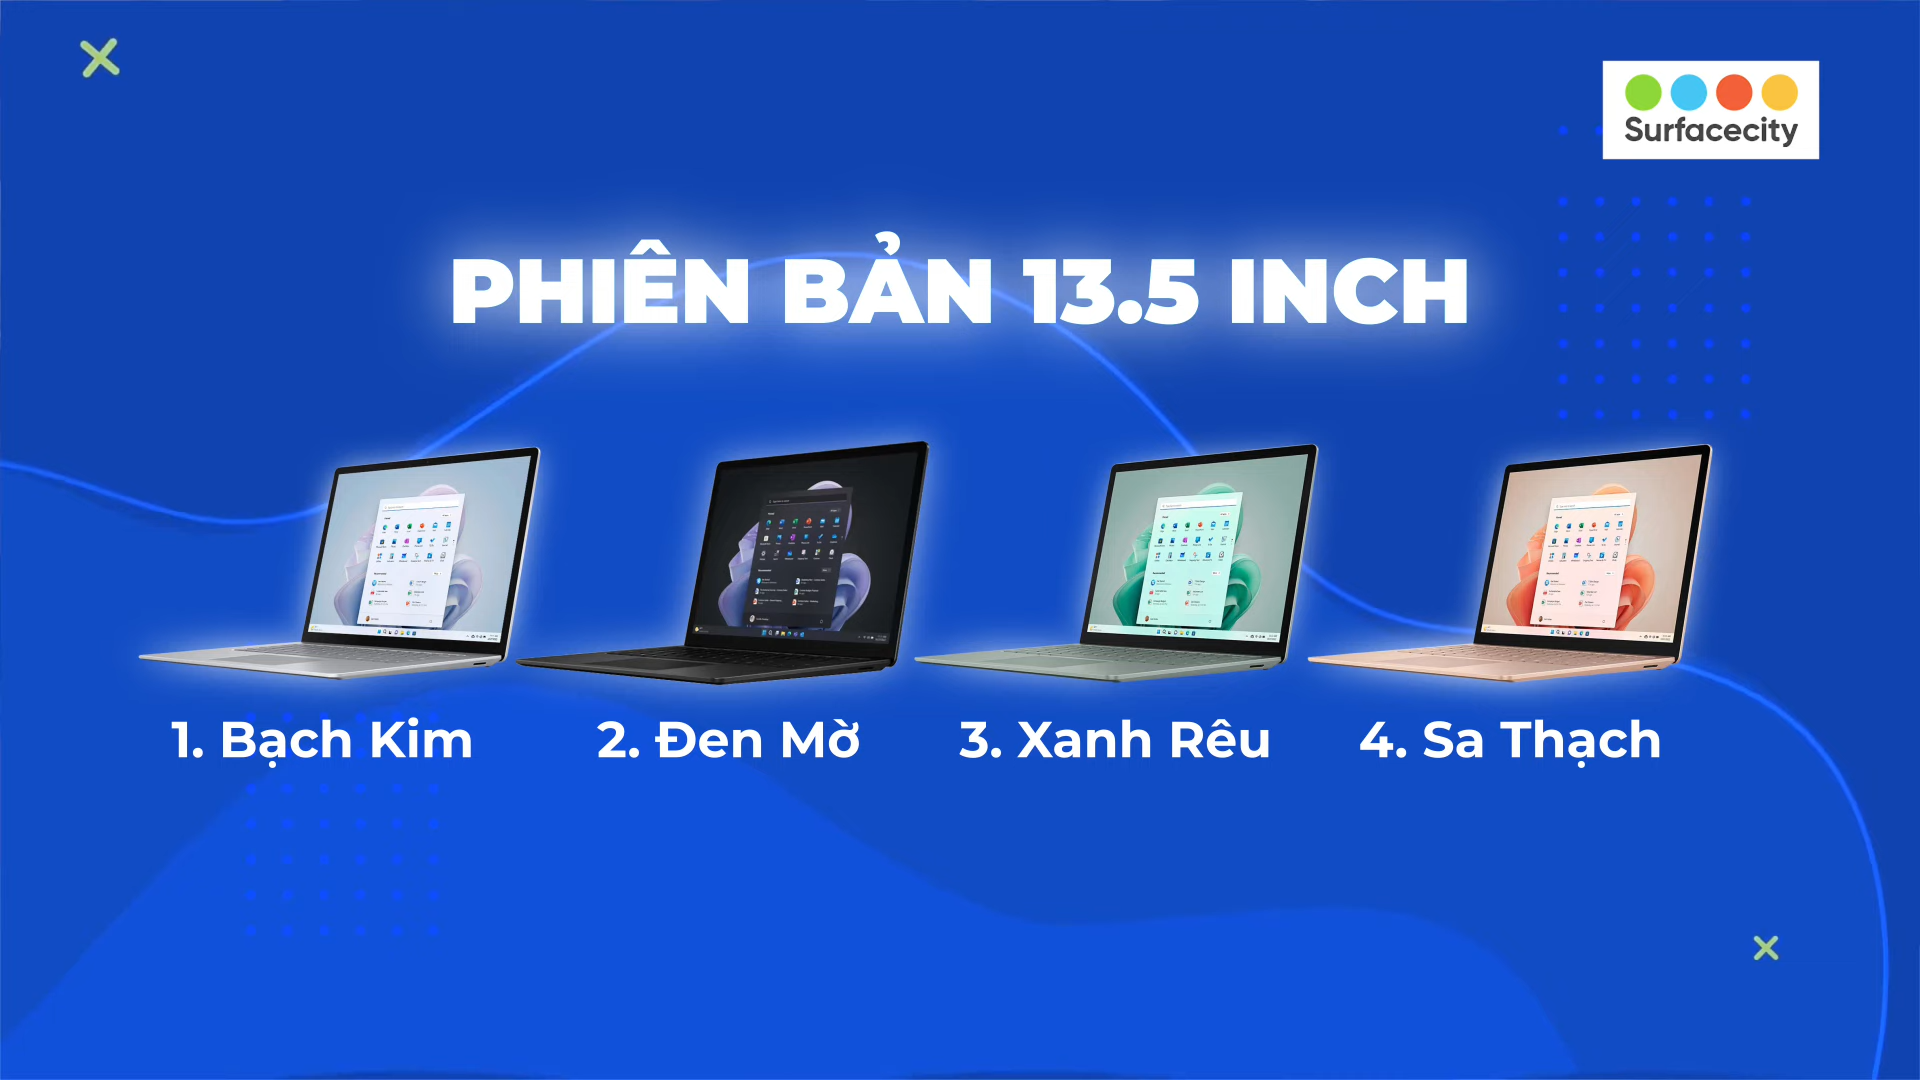 Surfacecity
PHIÊN BẢN 13.5 INCH
1. Bạch Kim
2. Đen Mờ
3. Xanh Rêu
4. Sa Thạch